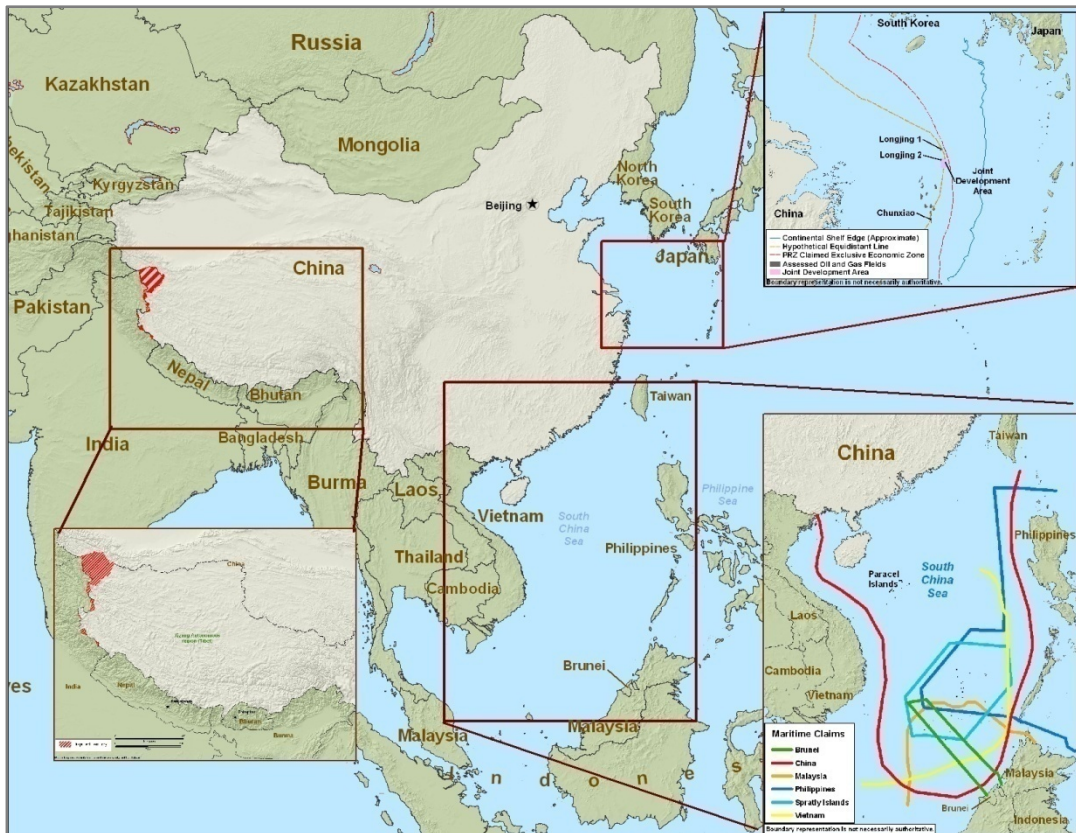 Russia
Kazakhstan
Mongolia
Kyrgyzstan
Tajikistan
Pakistan
North
Korea
South
Korea
Beijing
Japan
China
Nepal
Bhutan
India
Bangladesh
Burma
Laos
Vietnam
Thailand
Cambodia
Taiwan
South
China
Sea
Philippine
Sea
Philippines
Brunei
Malaysia
Malaysia
I n d o n e s
South Korea
Japan
Longjing 1
Longjing 2
Joint
Development
Area
Chunxiao
China
Continental Shelf Edge (Approximate)
Hypothetical Equidistant Line
PRZ Claimed Exclusive Economic Zone
Assessed Oil and Gas Fields
Joint Development Area
Boundary representation is not necessarily authoritative.
China
India
Nepal
Bhutan
Burma
China
Taiwan
Philippines
Paracel
Islands
South
China
Sea
Laos
Cambodia
Vietnam
Malaysia
Brunei
Indonesia
Maritime Claims
Brunei
China
Malaysia
Philippines
Spratly Islands
Vietnam
Boundary representation is not necessarily authoritative.